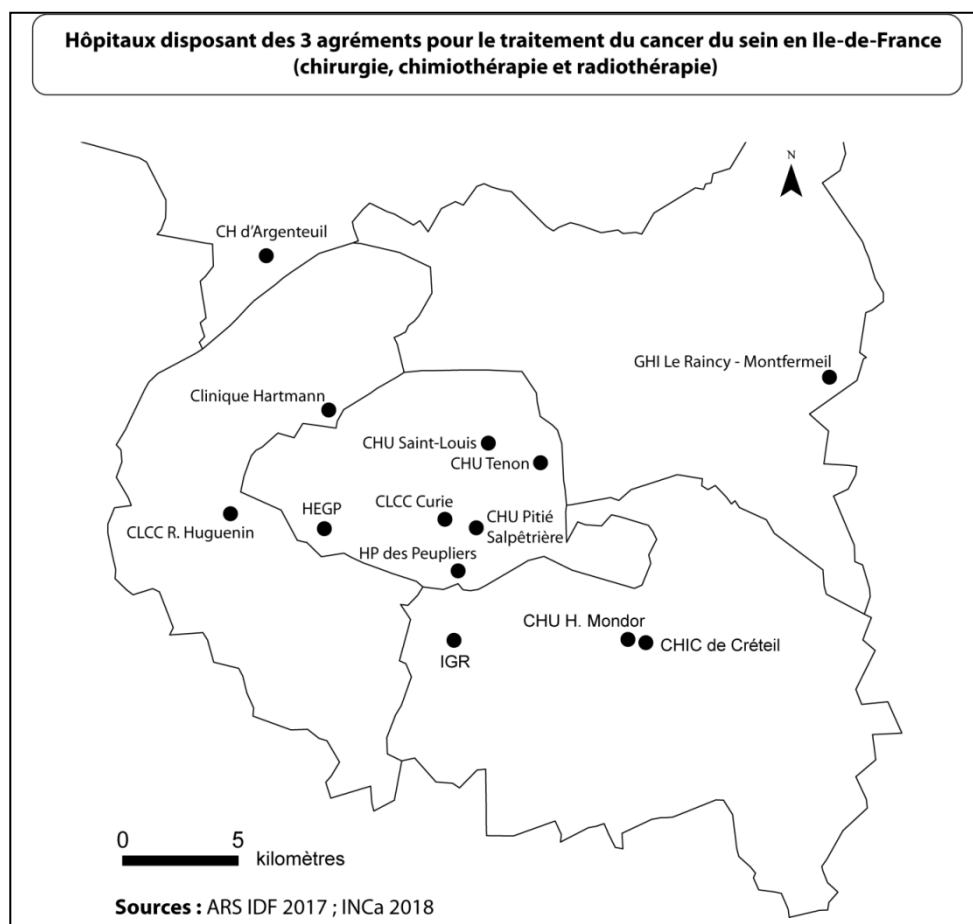 Hôpitaux disposant des 3 agréments pour le traitement du cancer du sein en Ile-de-France
(chirurgie, chimiothérapie et radiothérapie)
N
CH d'Argenteuil
GHI Le Raincy - Montfermeil
Clinique Hartmann
CHU Saint-Louis
CHU Tenon
CLCC R. Huguenin
HEGP
CLCC Curie
CHU Pitié
Salpêtrière
HP des Peupliers
CHU H. Mondor
CHIC de Créteil
IGR
0 5
kilomètres
Sources : ARS IDF 2017 ; INCa 2018